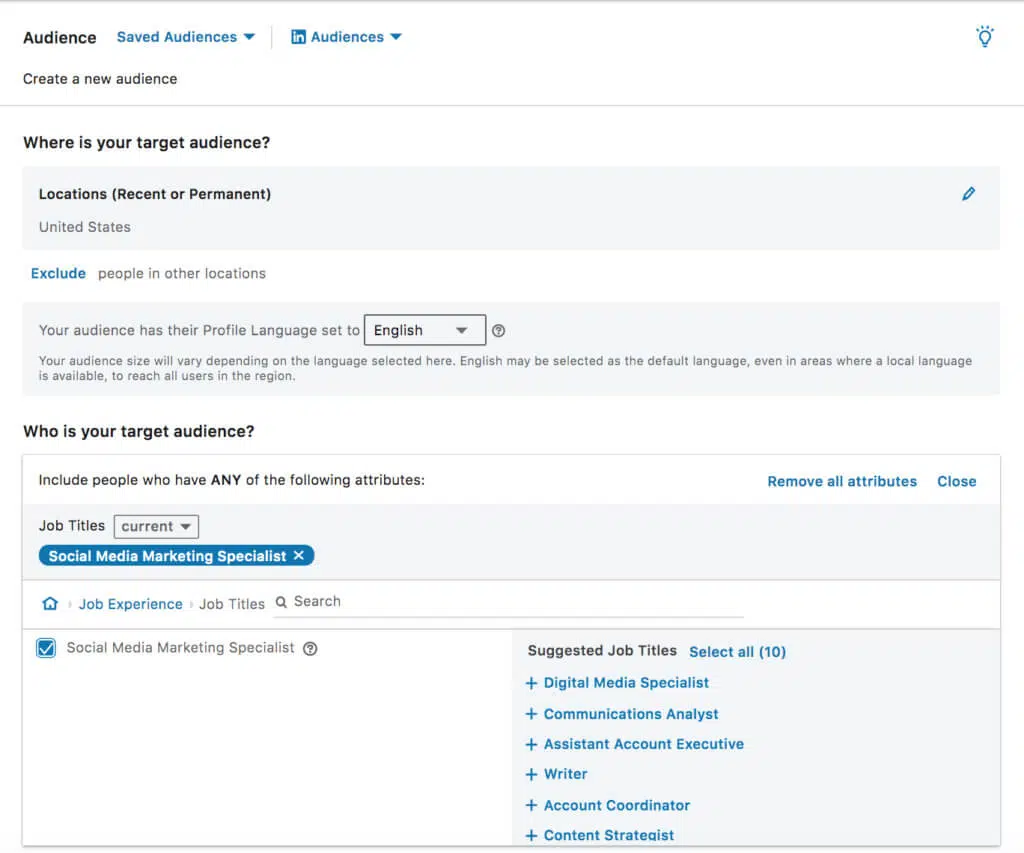 Audience Saved Audiences in Audiences
Create a new audience
Where is your target audience?
Locations (Recent or Permanent)
United States
Exclude people in other locations
Your audience has their Profile Language set to English ?
Your audience size will vary depending on the language selected here. English may be selected as the default language, even in areas where a local language
is available, to reach all users in the region.
Who is your target audience?
Include people who have ANY of the following attributes: Remove all attributes Close
Job Titles current
Social Media Marketing Specialist ×
Job Experience › Job Titles Search
Social Media Marketing Specialist ?
Suggested Job Titles Select all (10)
+ Digital Media Specialist
+ Communications Analyst
+ Assistant Account Executive
+ Writer
+ Account Coordinator
+ Content Strategist